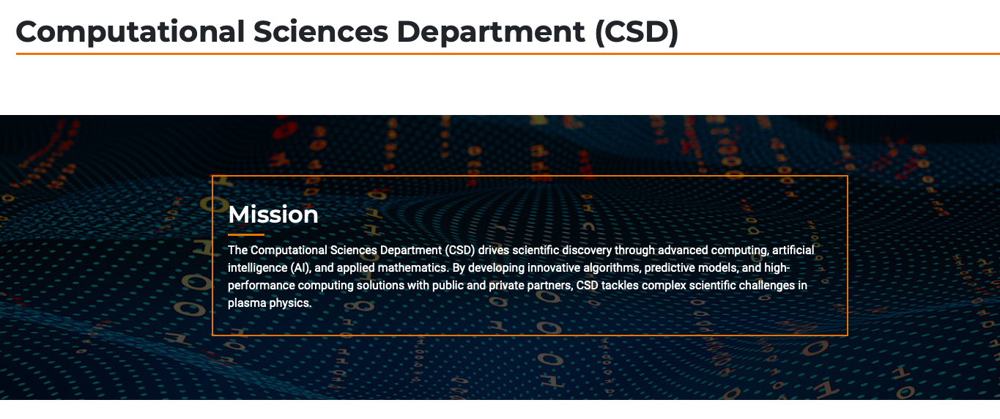 Computational Sciences Department (CSD)
Mission
The Computational Sciences Department (CSD) drives scientific discovery through advanced computing, artificial
intelligence (AI), and applied mathematics. By developing innovative algorithms, predictive models, and high-
performance computing solutions with public and private partners, CSD tackles complex scientific challenges in
plasma physics.